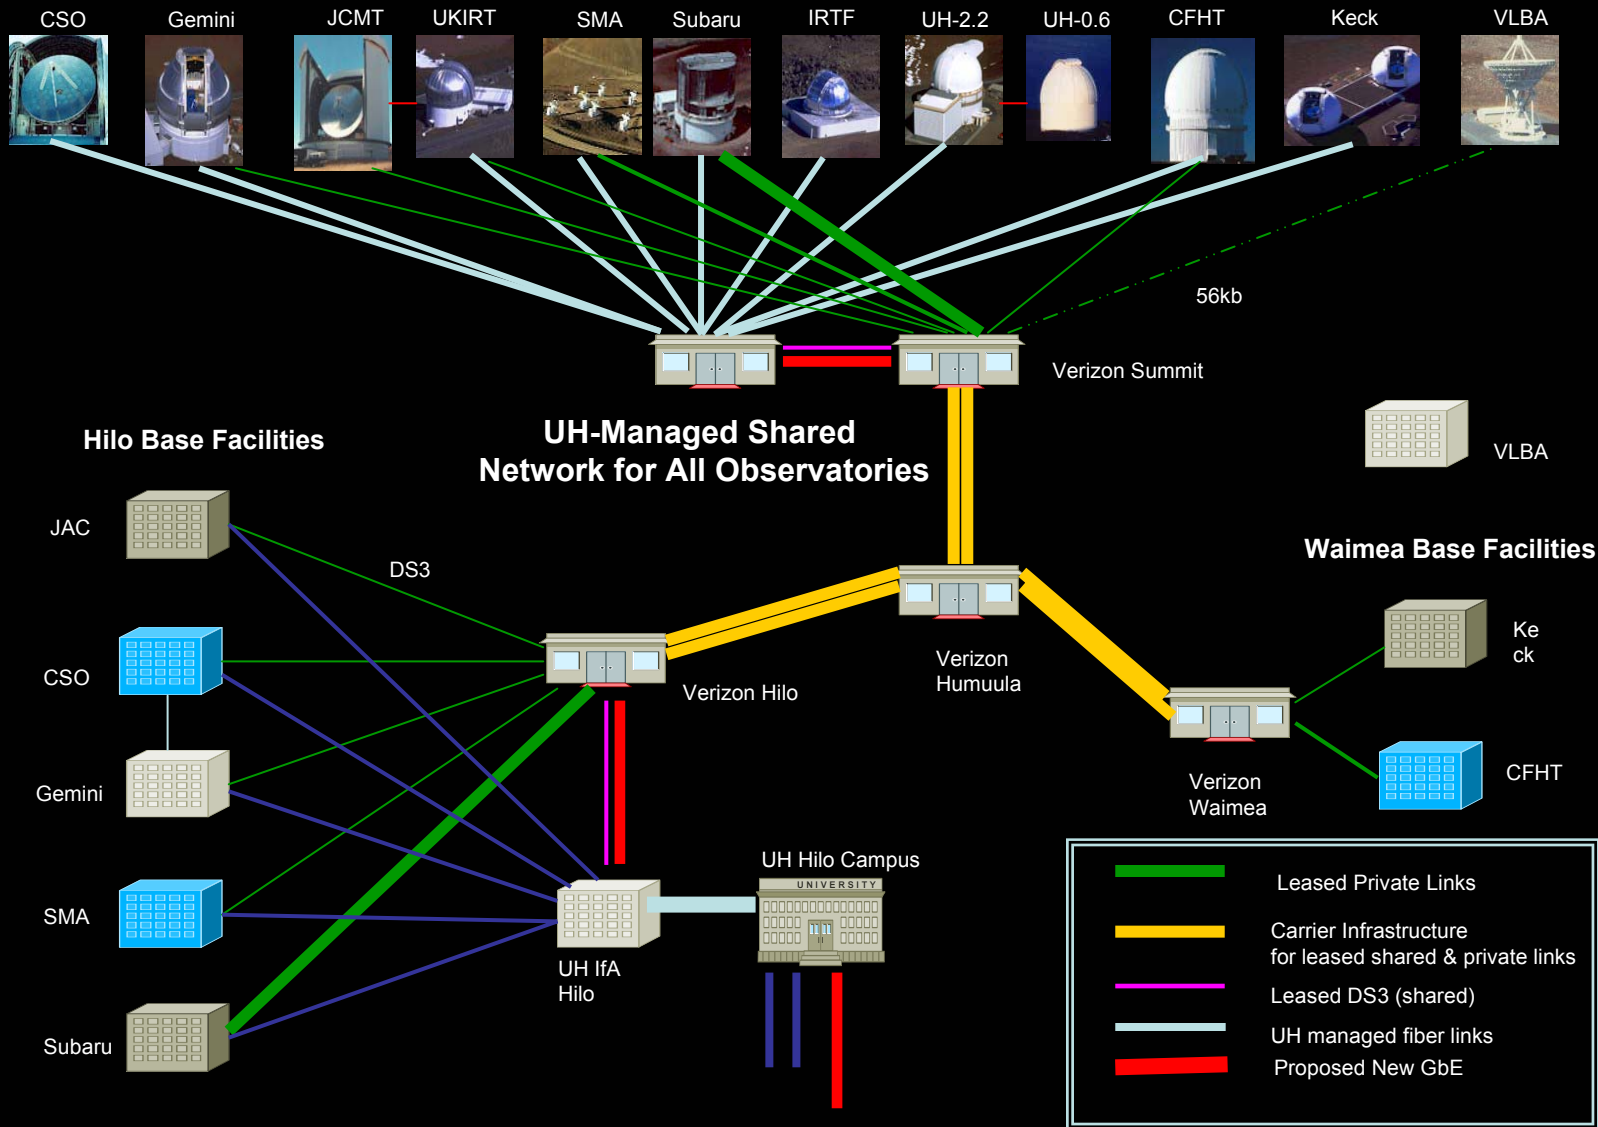 CSO
Gemini
JCMT
UKIRT
SMA
Subaru
IRTF
UH-2.2
UH-0.6
CFHT
Keck
VLBA
56kb
Verizon Summit
UH-Managed Shared
Network for All Observatories
Hilo Base Facilities
VLBA
JAC
DS3
Waimea Base Facilities
Ke
ck
CSO
Verizon Hilo
Verizon
Humuula
Gemini
Verizon
Waimea
CFHT
SMA
UH IfA
Hilo
UH Hilo Campus
UNIVERSITY
Subaru
Leased Private Links
Carrier Infrastructure
for leased shared & private links
Leased DS3 (shared)
UH managed fiber links
Proposed New GbE